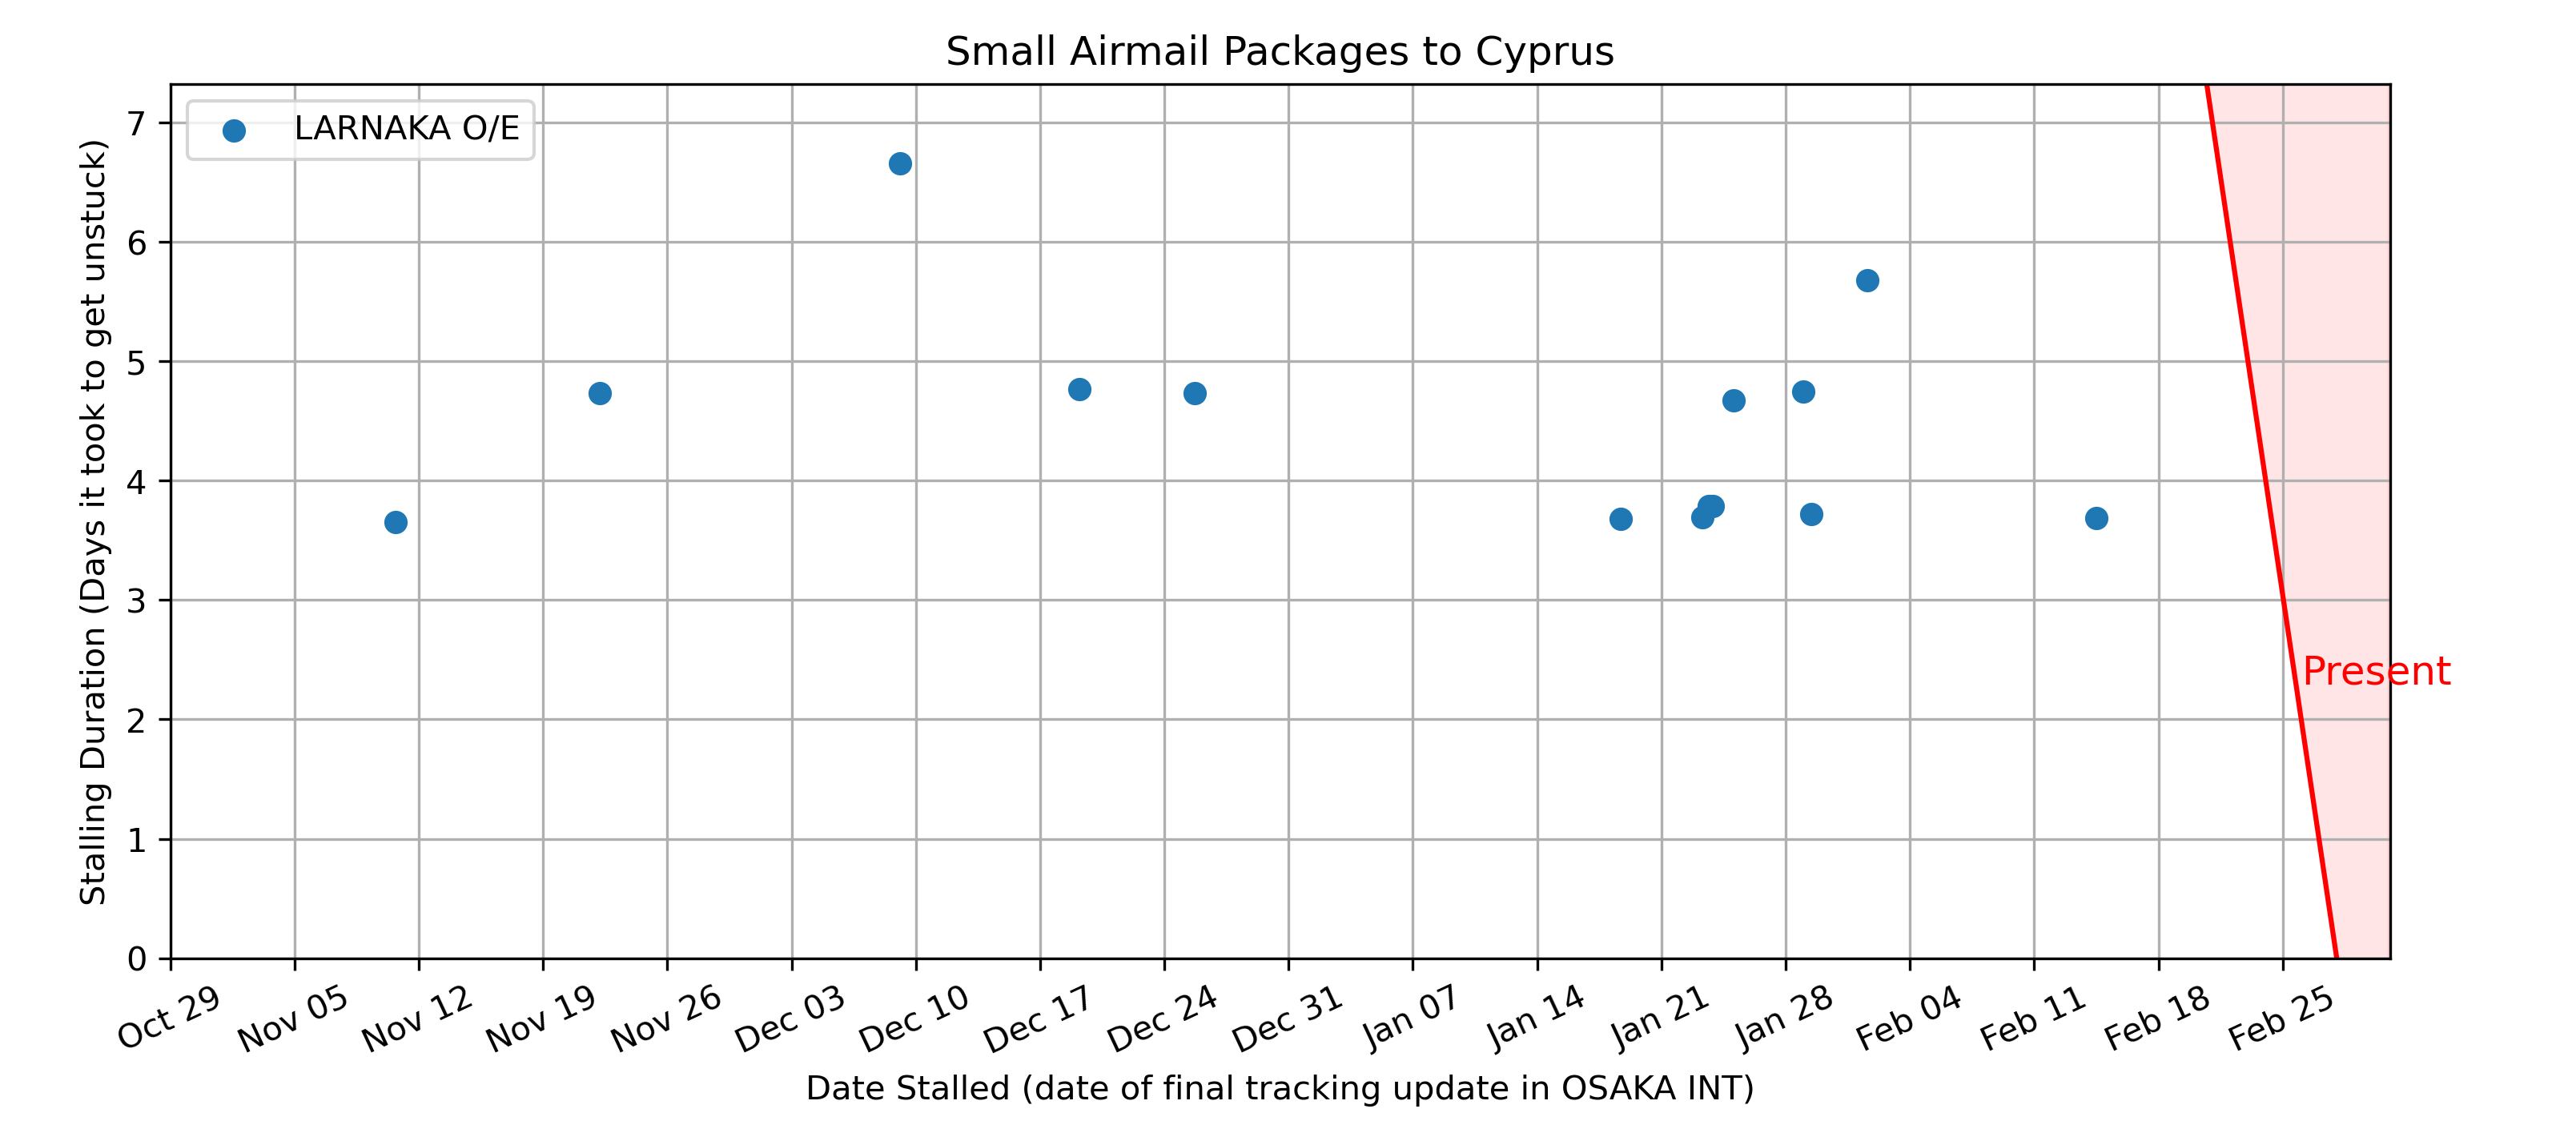 Small Airmail Packages to Cyprus
LARNAKA O/E
Stalling Duration (Days it took to get unstuck)
7
6
5
4
3
2
1
0
Present
Oct 29 Nov 05 Nov 12 Nov 19 Nov 26 Dec 03 Dec 10 Dec 17 Dec 24 Dec 31 Jan 07 Jan 14 Jan 21 Jan 28 Feb 04 Feb 11 Feb 18 Feb 25
Date Stalled (date of final tracking update in OSAKA INT)